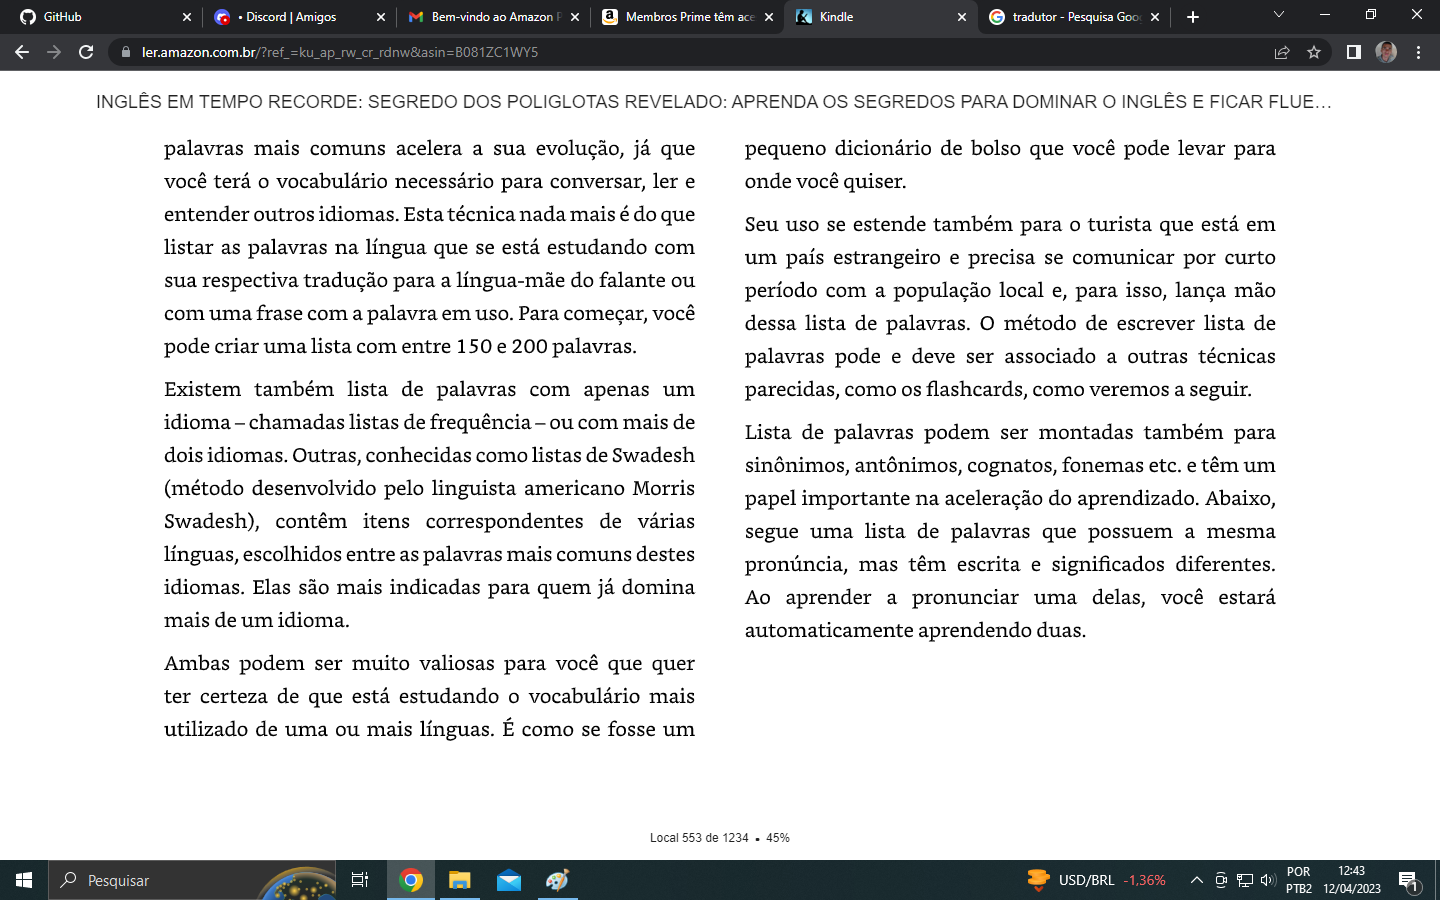 GitHub
• Discord | Amigos
Bem-vindo ao Amazon P
Membros Prime têm ace
Kindle
tradutor - Pesquisa Goo
ler.amazon.com.br/?ref_=ku_ap_rw_cr_rdnw&asin=B081ZC1WY5
INGLÊS EM TEMPO RECORDE: SEGREDO DOS POLIGLOTAS REVELADO: APRENDA OS SEGREDOS PARA DOMINAR O INGLÊS E FICAR FLUE…
palavras mais comuns acelera a sua evolução, já que
você terá o vocabulário necessário para conversar, ler e
entender outros idiomas. Esta técnica nada mais é do que
listar as palavras na língua que se está estudando com
sua respectiva tradução para a língua-mãe do falante ou
com uma frase com a palavra em uso. Para começar, você
pode criar uma lista com entre 150 e 200 palavras.
Existem também lista de palavras com apenas um
idioma – chamadas listas de frequência – ou com mais de
dois idiomas. Outras, conhecidas como listas de Swadesh
(método desenvolvido pelo linguista americano Morris
Swadesh), contêm itens correspondentes de várias
línguas, escolhidos entre as palavras mais comuns destes
idiomas. Elas são mais indicadas para quem já domina
mais de um idioma.
Ambas podem ser muito valiosas para você que quer
ter certeza de que está estudando o vocabulário mais
utilizado de uma ou mais línguas. É como se fosse um
pequeno dicionário de bolso que você pode levar para
onde você quiser.
Seu uso se estende também para o turista que está em
um país estrangeiro e precisa se comunicar por curto
período com a população local e, para isso, lança mão
dessa lista de palavras. O método de escrever lista de
palavras pode e deve ser associado a outras técnicas
parecidas, como os flashcards, como veremos a seguir.
Lista de palavras podem ser montadas também para
sinônimos, antônimos, cognatos, fonemas etc. e têm um
papel importante na aceleração do aprendizado. Abaixo,
segue uma lista de palavras que possuem a mesma
pronúncia, mas têm escrita e significados diferentes.
Ao aprender a pronunciar uma delas, você estará
automaticamente aprendendo duas.
Local 553 de 1234 • 45%
Pesquisar
USD/BRL -1,36%
POR
PTB2
12:43
12/04/2023
1